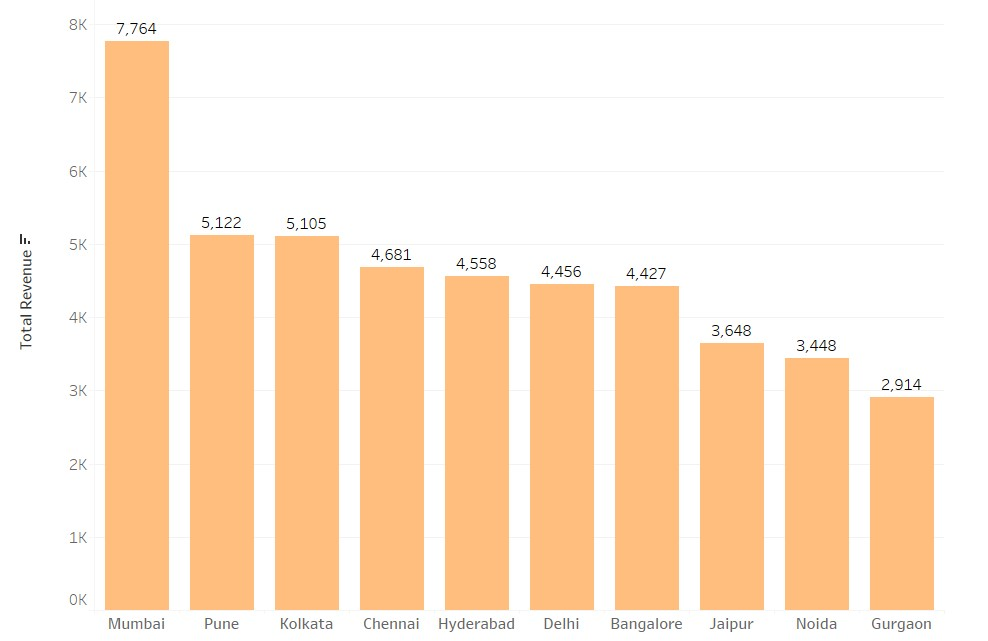 8K
7K
6K
5K
4K
3K
2K
1K
0K
Total Revenue
7,764
5,122
5,105
4,681
4,558
4,456
4,427
3,648
3,448
2,914
Mumbai
Pune
Kolkata
Chennai
Hyderabad
Delhi
Bangalore
Jaipur
Noida
Gurgaon